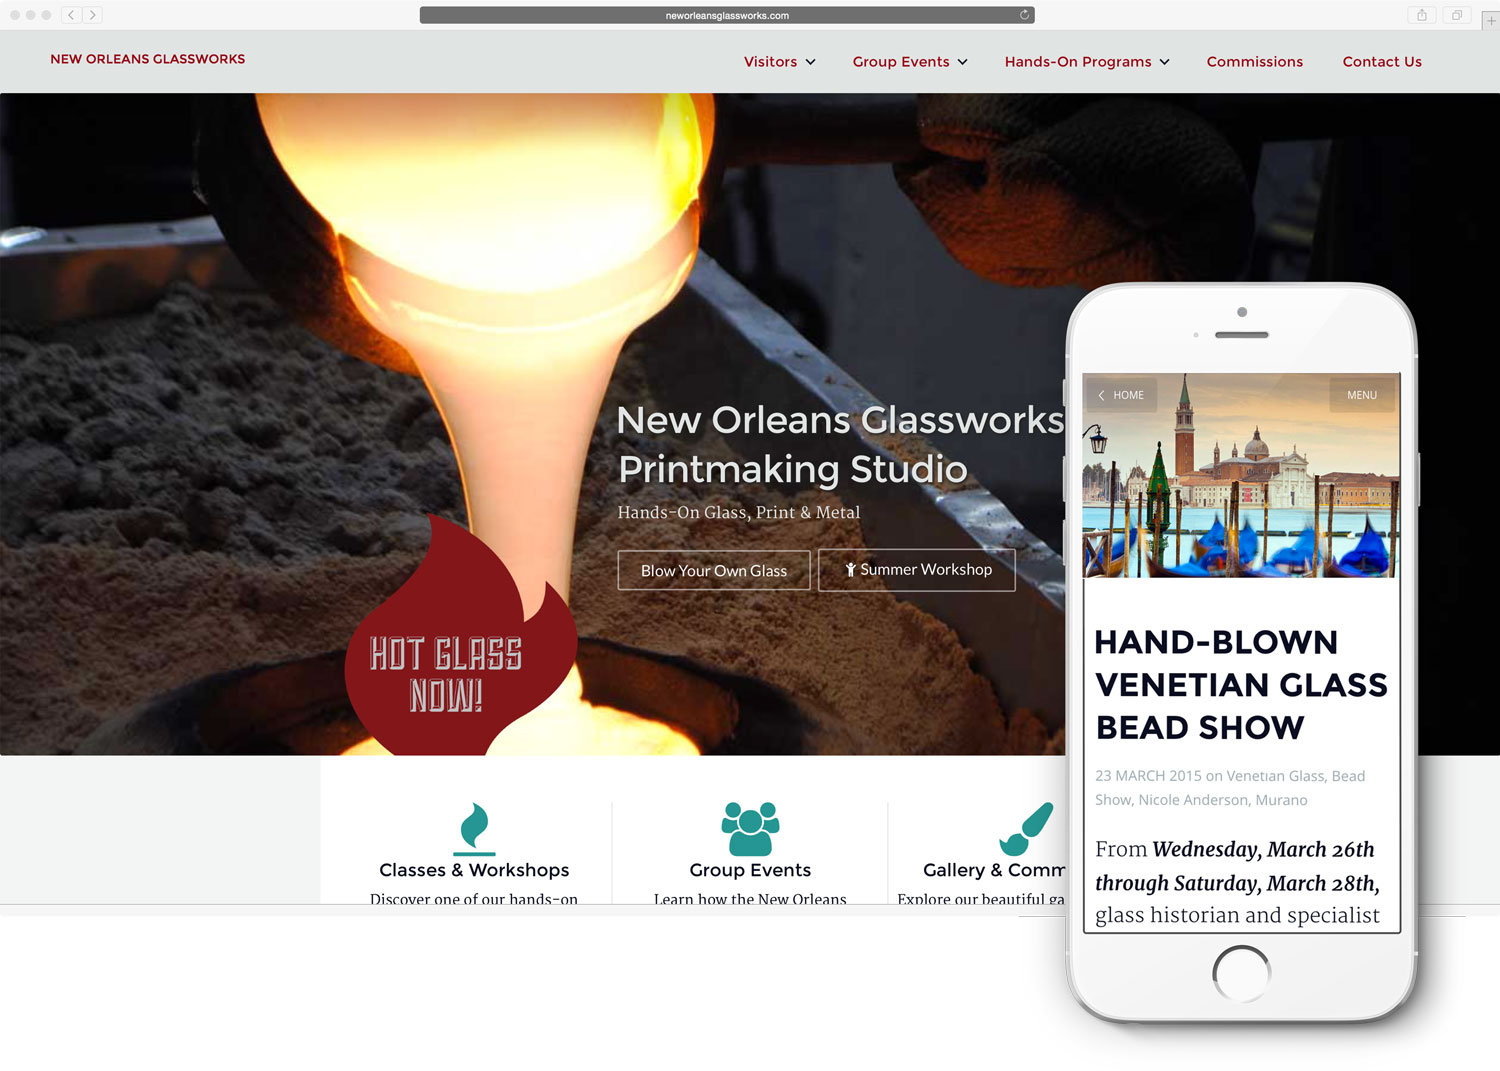 neworleansglassworks.com
NEW ORLEANS GLASSWORKS
Visitors
Group Events
Hands-On Programs
Commissions
Contact Us
New Orleans Glassworks
Printmaking Studio
Hands-On Glass, Print & Metal
Blow Your Own Glass
Summer Workshop
HOT GLASS
NOW!
Classes & Workshops
Discover one of our hands-on
Group Events
Learn how the New Orleans
Gallery & Comm
Explore our beautiful ga
HOME
MENU
HAND-BLOWN
VENETIAN GLASS
BEAD SHOW
23 MARCH 2015 on Venetian Glass, Bead
Show, Nicole Anderson, Murano
From Wednesday, March 26th
through Saturday, March 28th,
glass historian and specialist